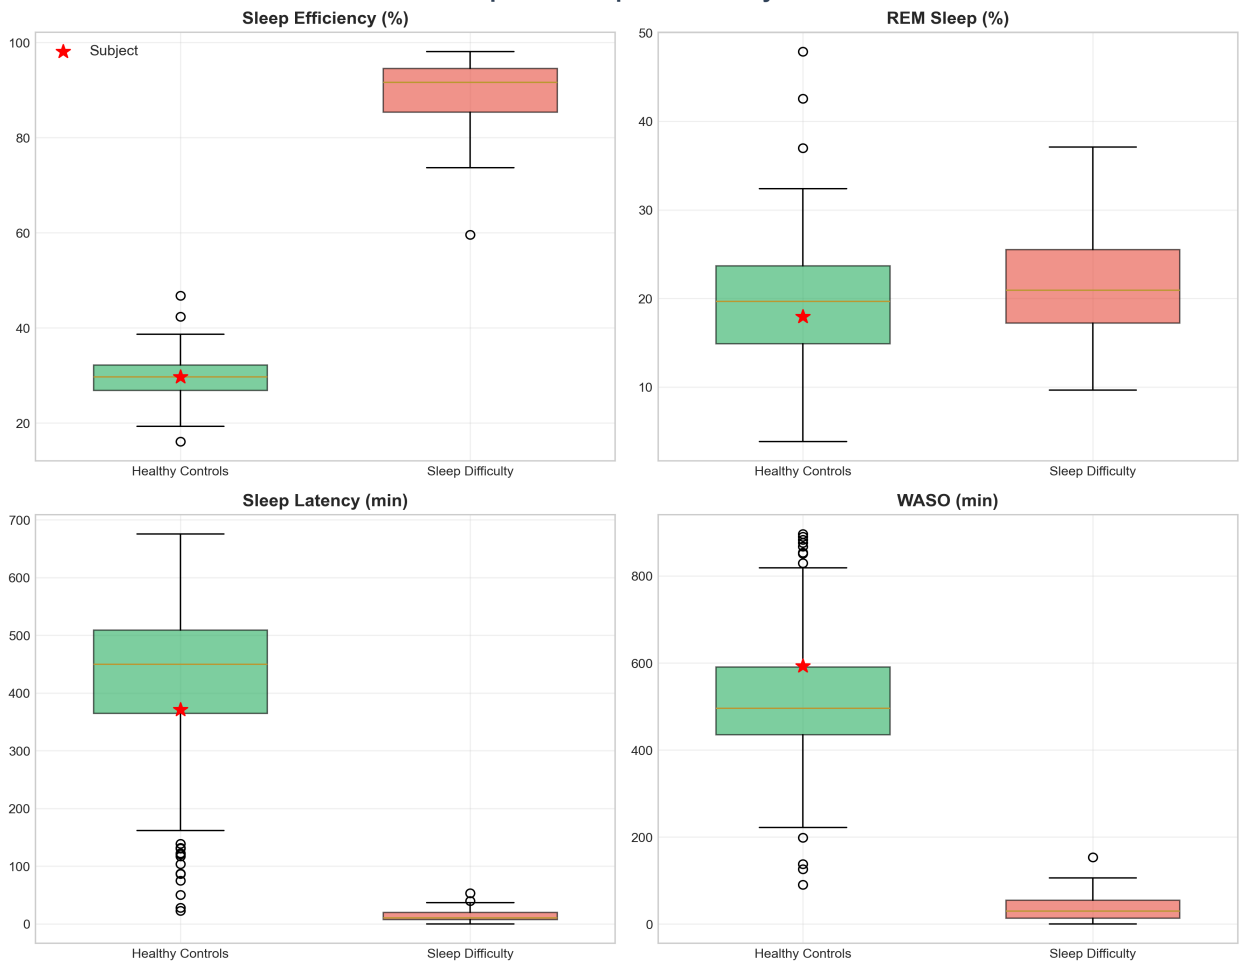 Sleep Efficiency (%)
100
80
60
40
20
Subject
Healthy Controls
Sleep Difficulty
REM Sleep (%)
50
40
30
20
10
Healthy Controls
Sleep Difficulty
Sleep Latency (min)
700
600
500
400
300
200
100
0
Healthy Controls
Sleep Difficulty
WASO (min)
800
600
400
200
0
Healthy Controls
Sleep Difficulty